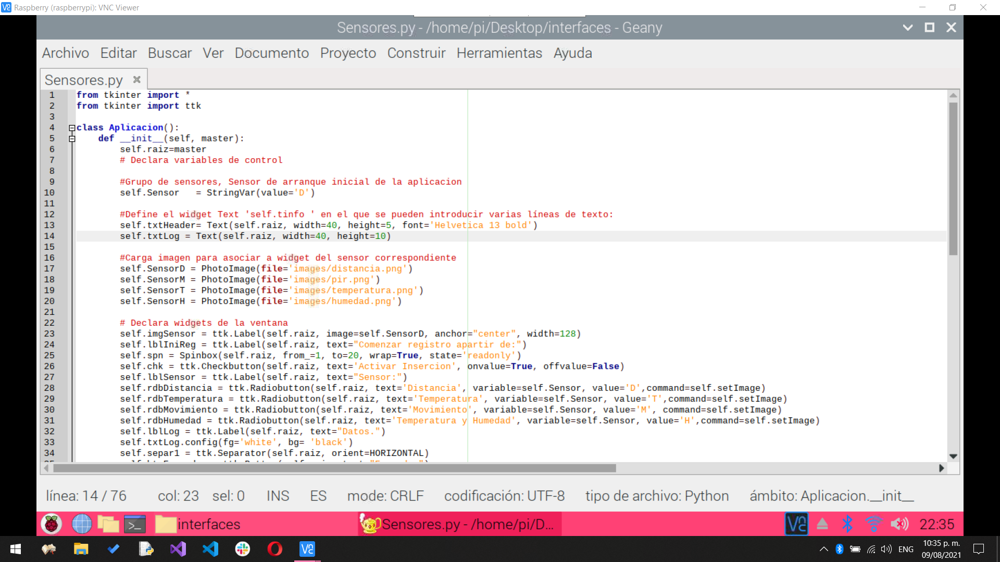 Raspberry (raspberrypi): VNC Viewer
Sensores.py - /home/pi/Desktop/interfaces - Geany
Archivo Editar Buscar Ver Documento Proyecto Construir Herramientas Ayuda
Sensores.py
1 from tkinter import *
2 from tkinter import ttk
3
4 class Aplicacion():
5     def __init__(self, master):
6         self.raiz=master
7         # Declara variables de control
8
9         #Grupo de sensores, Sensor de arranque inicial de la aplicacion
10         self.Sensor   = StringVar(value='D')
11
12         #Define el widget Text 'self.tinfo ' en el que se pueden introducir varias líneas de texto:
13         self.txtHeader= Text(self.raiz, width=40, height=5, font='Helvetica 13 bold')
14         self.txtLog = Text(self.raiz, width=40, height=10)
15
16         #Carga imagen para asociar a widget del sensor correspondiente
17         self.SensorD = PhotoImage(file='images/distancia.png')
18         self.SensorM = PhotoImage(file='images/pir.png')
19         self.SensorT = PhotoImage(file='images/temperatura.png')
20         self.SensorH = PhotoImage(file='images/humedad.png')
21
22         # Declara widgets de la ventana
23         self.imgSensor = ttk.Label(self.raiz, image=self.SensorD, anchor="center", width=128)
24         self.lblIniReg = ttk.Label(self.raiz, text="Comenzar registro apartir de:")
25         self.spn = Spinbox(self.raiz, from_=1, to=20, wrap=True, state='readonly')
26         self.chk = ttk.Checkbutton(self.raiz, text='Activar Insercion', onvalue=True, offvalue=False)
27         self.lblSensor = ttk.Label(self.raiz, text="Sensor:")
28         self.rdbDistancia = ttk.Radiobutton(self.raiz, text='Distancia', variable=self.Sensor, value='D',command=self.setImage)
29         self.rdbTemperatura = ttk.Radiobutton(self.raiz, text='Temperatura', variable=self.Sensor, value='T',command=self.setImage)
30         self.rdbMovimiento = ttk.Radiobutton(self.raiz, text='Movimiento', variable=self.Sensor, value='M', command=self.setImage)
31         self.rdbHumedad = ttk.Radiobutton(self.raiz, text='Temperatura y Humedad', variable=self.Sensor, value='H',command=self.setImage)
32         self.lblLog = ttk.Label(self.raiz, text="Datos.")
33         self.txtLog.config(fg='white', bg= 'black')
34         self.separ1 = ttk.Separator(self.raiz, orient=HORIZONTAL)
línea: 14 / 76 col: 23 sel: 0 INS ES mode: CRLF codificación: UTF-8 tipo de archivo: Python ámbito: Aplicacion.__init__
interfaces Sensores.py - /home/pi/D... 22:35
ENG 10:35 p. m.
09/08/2021